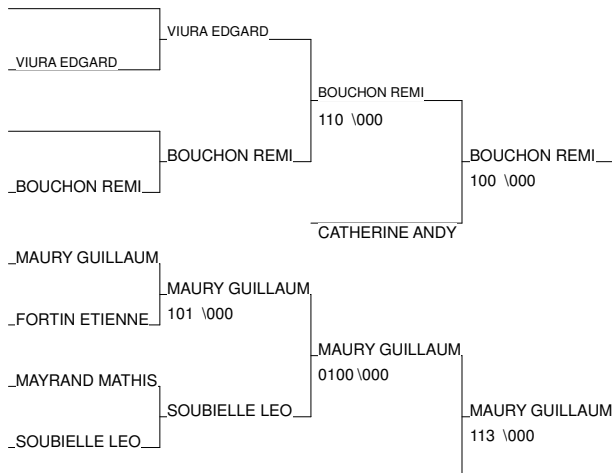 VIURA EDGARD
VIURA EDGARD
BOUCHON REMI
110 \000
BOUCHON REMI
BOUCHON REMI
100 \000
BOUCHON REMI
CATHERINE ANDY
MAURY GUILLAUM
MAURY GUILLAUM
101 \000
FORTIN ETIENNE
MAURY GUILLAUM
0100 \000
MAYRAND MATHIS
SOUBIELLE LEO
MAURY GUILLAUM
113 \000
SOUBIELLE LEO